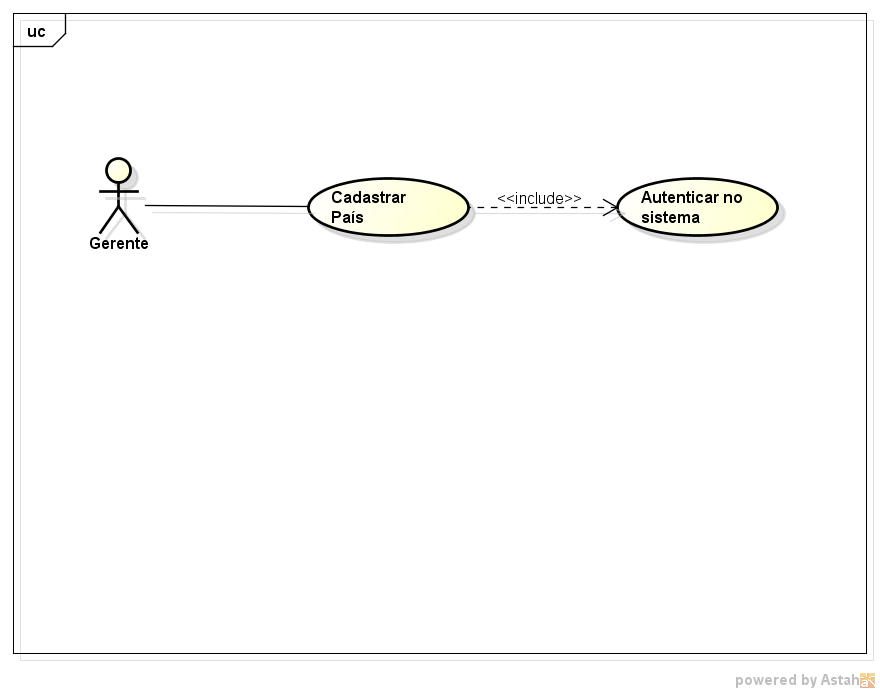 uc
Cadastrar
País
<<include>>
Autenticar no
sistema
Gerente
powered by Astah